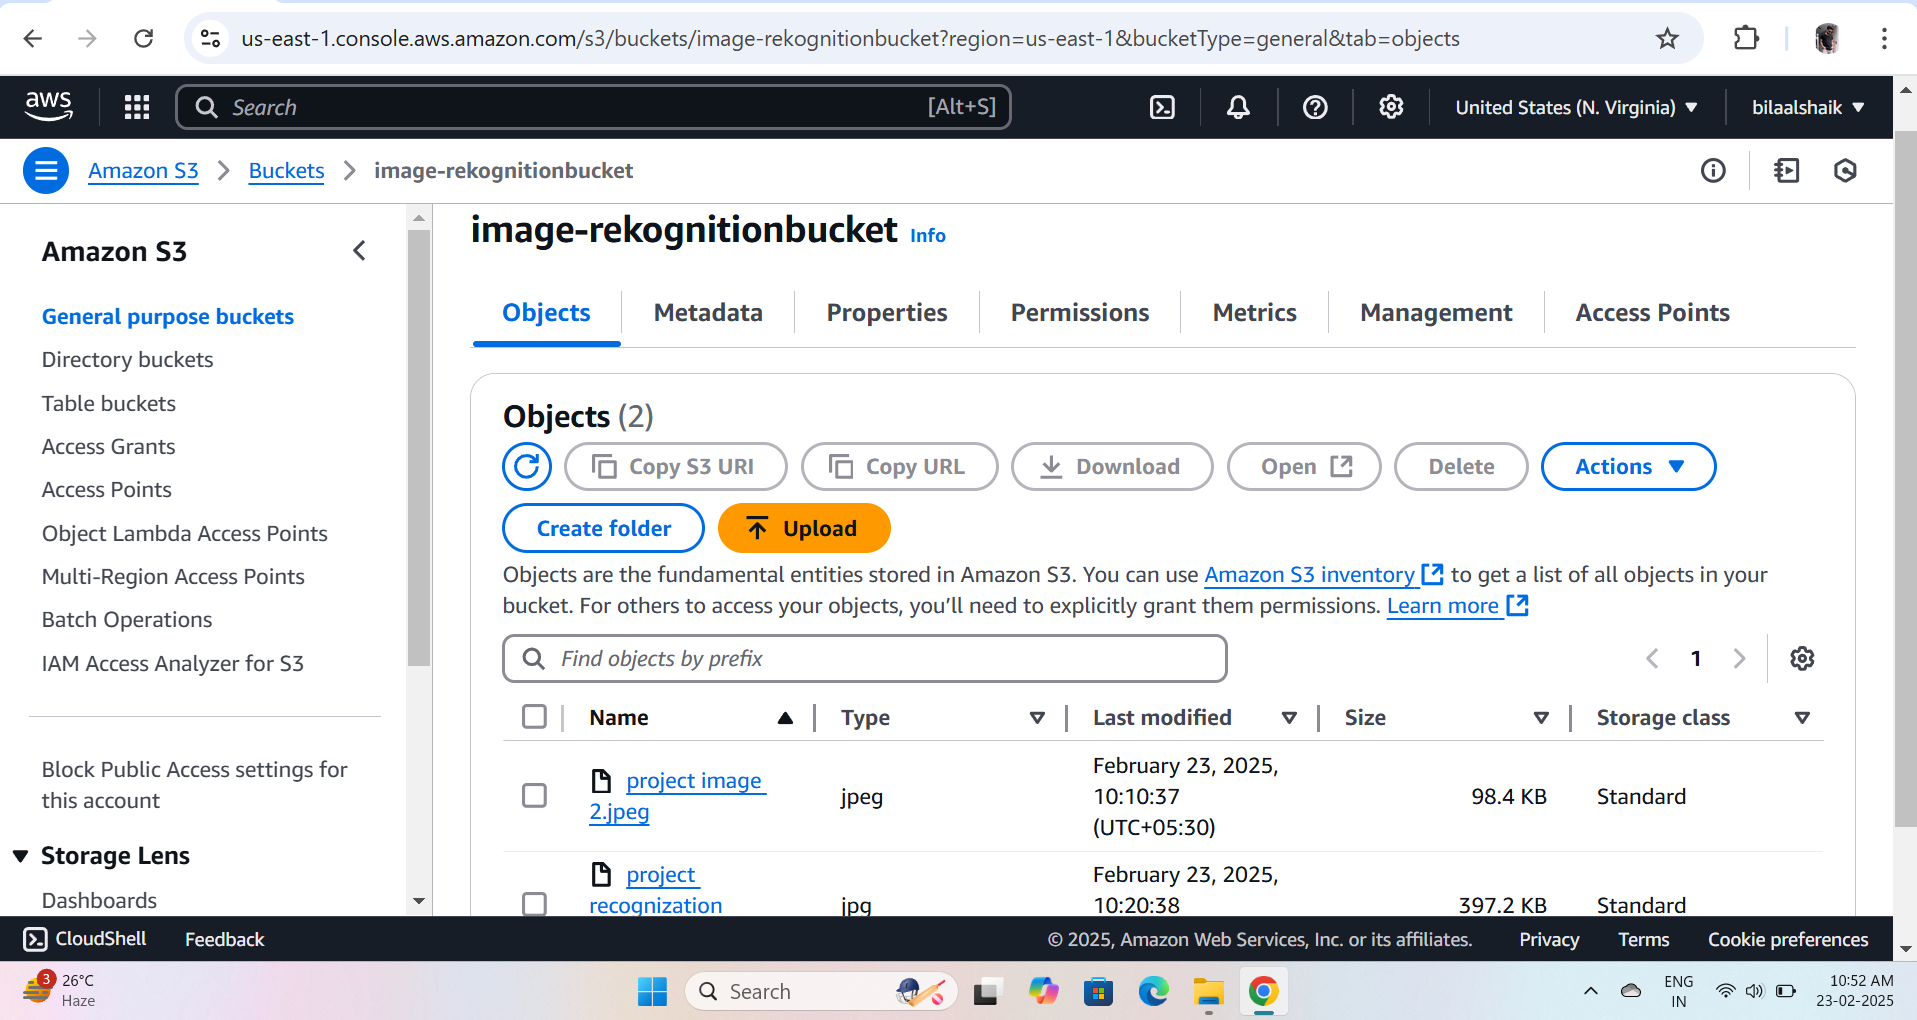 us-east-1.console.aws.amazon.com/s3/buckets/image-rekognitionbucket?region=us-east-1&bucketType=general&tab=objects
aws
Search
[Alt+S]
United States (N. Virginia)
bilaalshaik
Amazon S3
Buckets
image-rekognitionbucket
Amazon S3
General purpose buckets
Directory buckets
Table buckets
Access Grants
Access Points
Object Lambda Access Points
Multi-Region Access Points
Batch Operations
IAM Access Analyzer for S3
Block Public Access settings for
this account
Storage Lens
Dashboards
image-rekognitionbucket Info
Objects
Metadata
Properties
Permissions
Metrics
Management
Access Points
Objects (2)
Copy S3 URI
Copy URL
Download
Open
Delete
Actions
Create folder
Upload
Objects are the fundamental entities stored in Amazon S3. You can use Amazon S3 inventory to get a list of all objects in your
bucket. For others to access your objects, you’ll need to explicitly grant them permissions. Learn more
Find objects by prefix
1
Name
Type
Last modified
Size
Storage class
project image
2.jpeg
jpeg
February 23, 2025,
10:10:37
(UTC+05:30)
98.4 KB
Standard
project
recognization
jpg
February 23, 2025,
10:20:38
397.2 KB
Standard
CloudShell
Feedback
© 2025, Amazon Web Services, Inc. or its affiliates.
Privacy
Terms
Cookie preferences
3
26°C
Haze
Search
ENG
IN
10:52 AM
23-02-2025